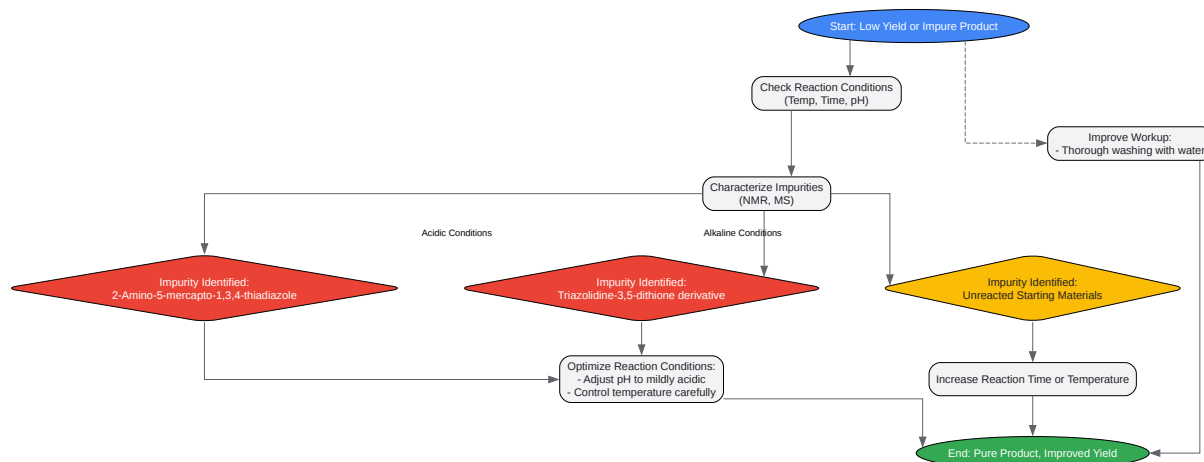 Start: Low Yield or Impure Product
Check Reaction Conditions
(Temp, Time, pH)
Improve Workup:
- Thorough washing with water
Characterize Impurities
(NMR, MS)
Acidic Conditions
Alkaline Conditions
Impurity Identified:
2-Amino-5-mercapto-1,3,4-thiadiazole
Impurity Identified:
Triazolidine-3,5-dithione derivative
Impurity Identified:
Unreacted Starting Materials
Optimize Reaction Conditions:
- Adjust pH to mildly acidic
- Control temperature carefully
Increase Reaction Time or Temperature
End: Pure Product, Improved Yield